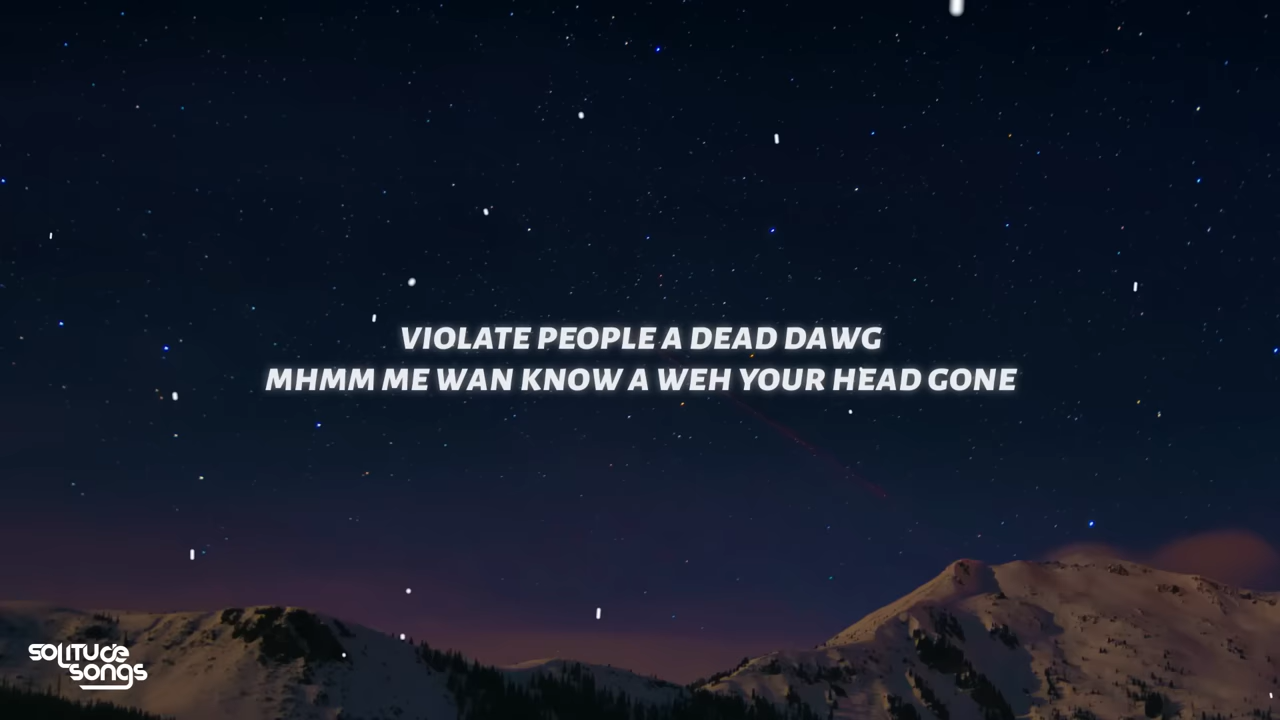 VIOLATE PEOPLE A DEAD DAWG
MHMM ME WAN KNOW A WEH YOUR HEAD GONE
SOLITUDE
SONGS